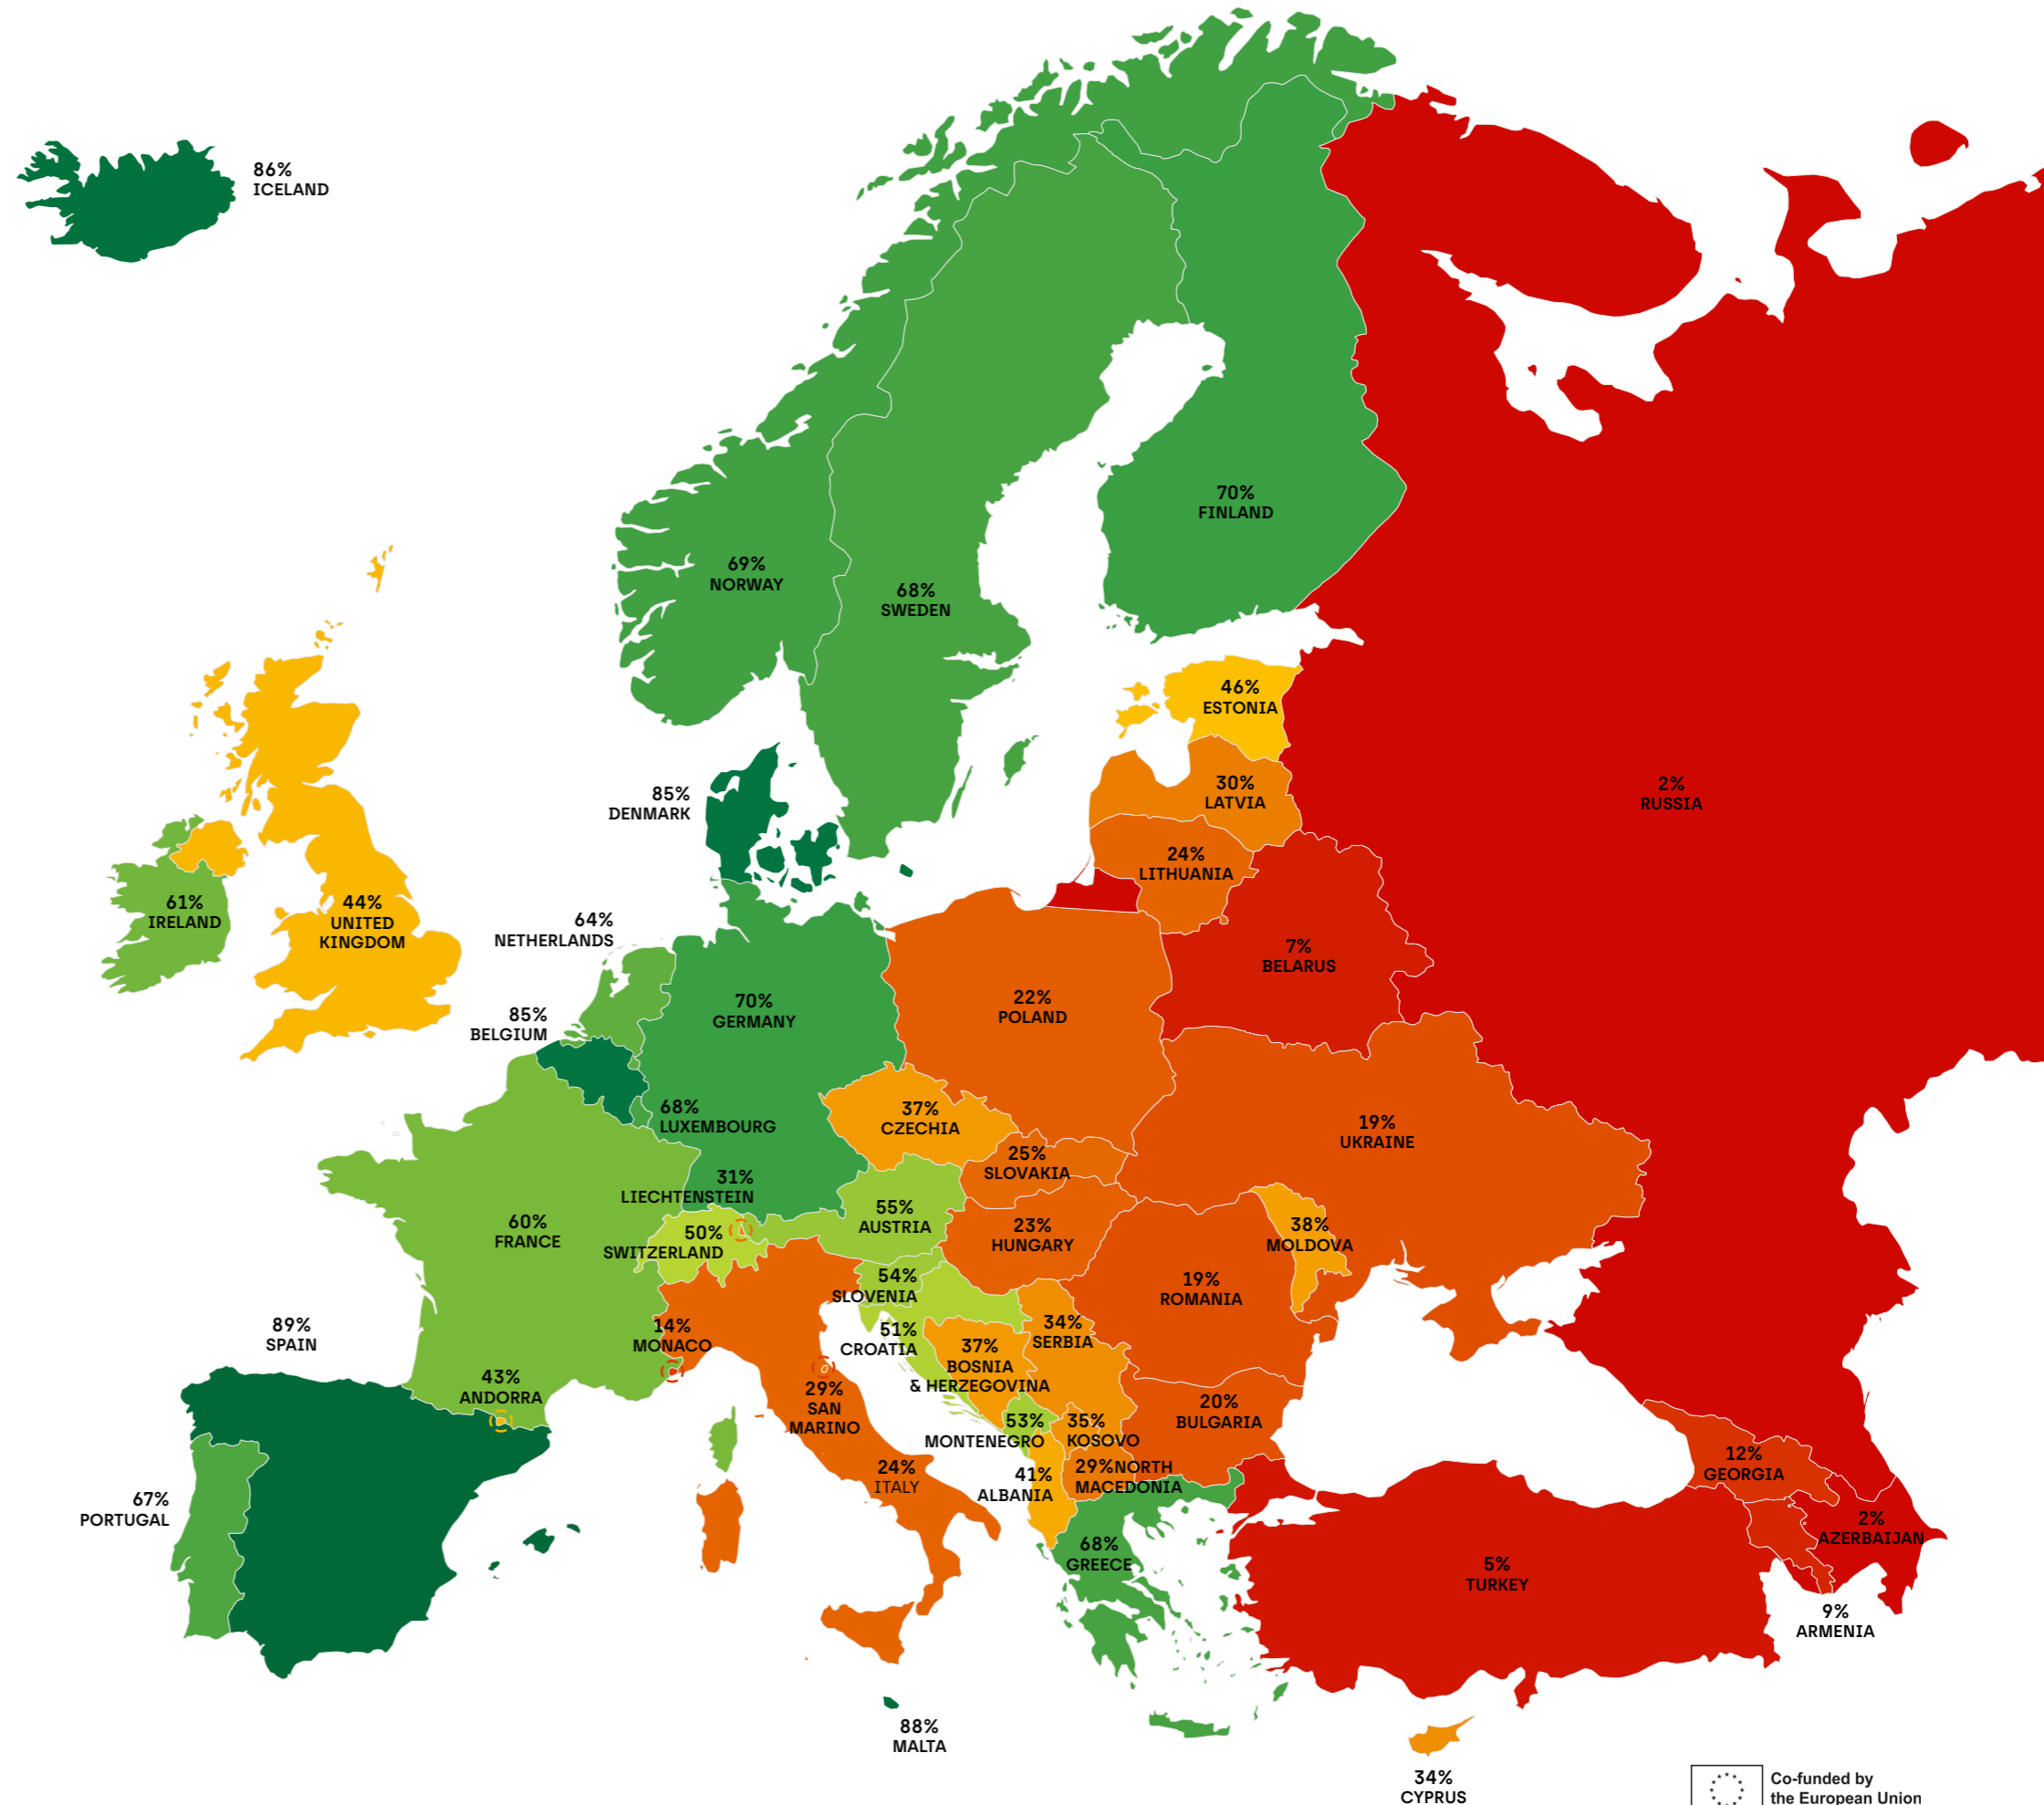 86%
ICELAND
70%
FINLAND
69%
NORWAY
68%
SWEDEN
46%
ESTONIA
2%
RUSSIA
30%
LATVIA
85%
DENMARK
24%
LITHUANIA
61%
IRELAND
44%
UNITED
KINGDOM
64%
NETHERLANDS
7%
BELARUS
70%
GERMANY
22%
POLAND
85%
BELGIUM
68%
LUXEMBOURG
37%
CZECHIA
19%
UKRAINE
25%
SLOVAKIA
31%
LIECHTENSTEIN
55%
AUSTRIA
60%
FRANCE
50%
SWITZERLAND
23%
HUNGARY
38%
MOLDOVA
54%
SLOVENIA
19%
ROMANIA
89%
SPAIN
14%
MONACO
51%
CROATIA
34%
SERBIA
37%
BOSNIA
& HERZEGOVINA
43%
ANDORRA
29%
SAN
MARINO
20%
BULGARIA
53%
MONTENEGRO
35%
KOSOVO
12%
GEORGIA
24%
ITALY
41%
ALBANIA
29%NORTH
MACEDONIA
67%
PORTUGAL
2%
AZERBAIJAN
68%
GREECE
5%
TURKEY
9%
ARMENIA
88%
MALTA
34%
CYPRUS
Co-funded by
the European Union